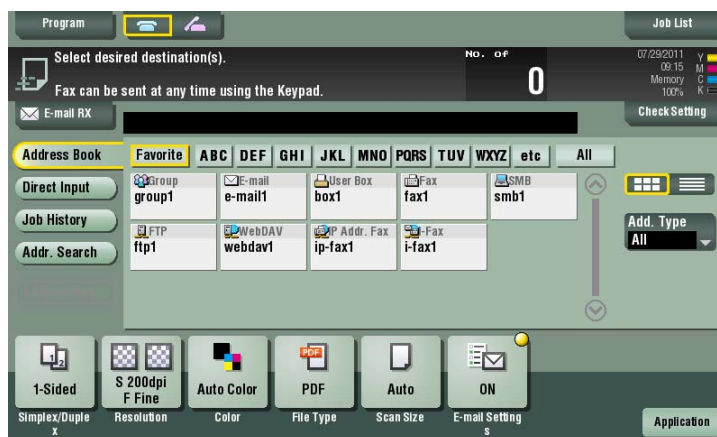 Program
Job List
Select desired destination(s).
No. of
07/29/2011
09:15
Memory
100%
Y
M
C
K
Fax can be sent at any time using the Keypad.
0
E-mail RX
Check Setting
Address Book
Favorite ABC DEF GHI JKL MNO PQRS TUV WXYZ etc All
Direct Input
Job History
Addr. Search
Group
group1
E-mail
e-mail1
User Box
box1
Fax
fax1
SMB
smb1
FTP
ftp1
WebDAV
webdav1
IP Addr. Fax
ip-fax1
I-Fax
i-fax1
Add. Type
All
1 2
1-Sided
Simplex/Duple
x
S 200dpi
F Fine
Resolution
Auto Color
Color
PDF
PDF
File Type
Auto
Scan Size
ON
E-mail Setting
s
Application